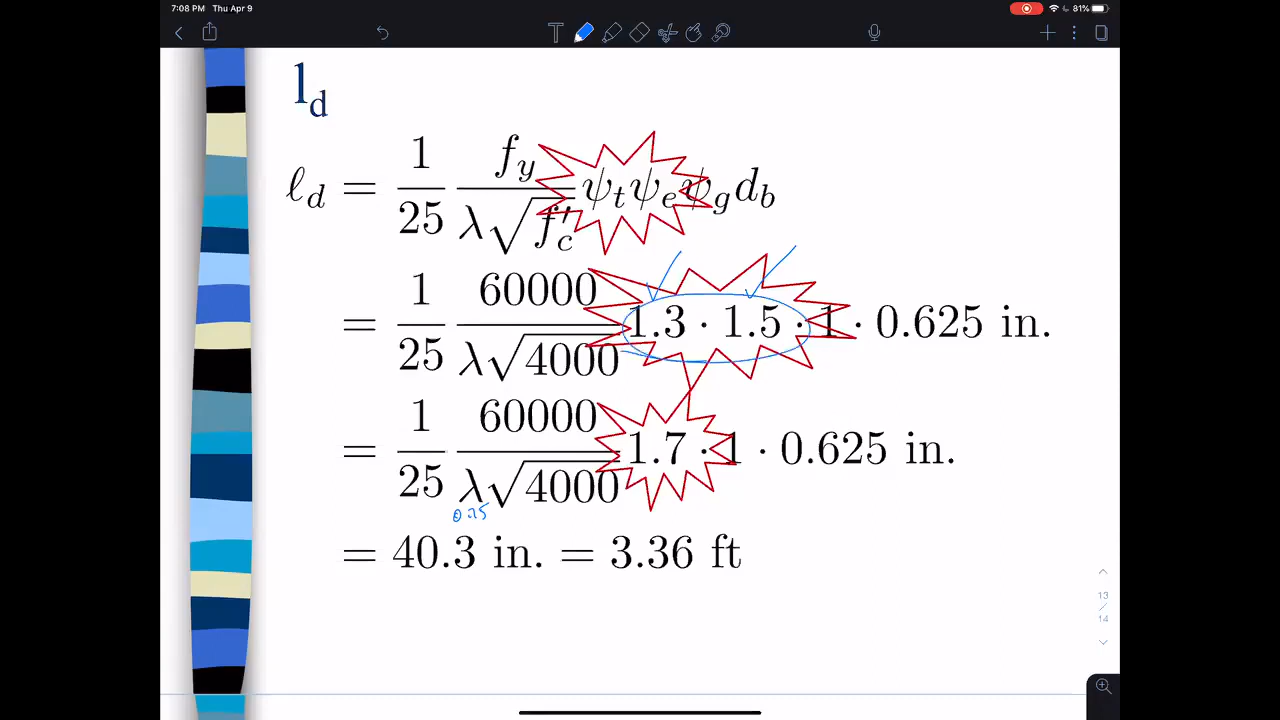 7:08 PM Thu Apr 9 81%
T
l_d
ℓ_d = 1/25 f_y/(λ√f′_c) ψ_t ψ_e ψ_g d_b
= 1/25 60000/(λ√4000) 1.3 · 1.5 · 1 · 0.625 in.
= 1/25 60000/(λ√4000) 1.7 · 1 · 0.625 in.
0.75
= 40.3 in. = 3.36 ft
13
/
14